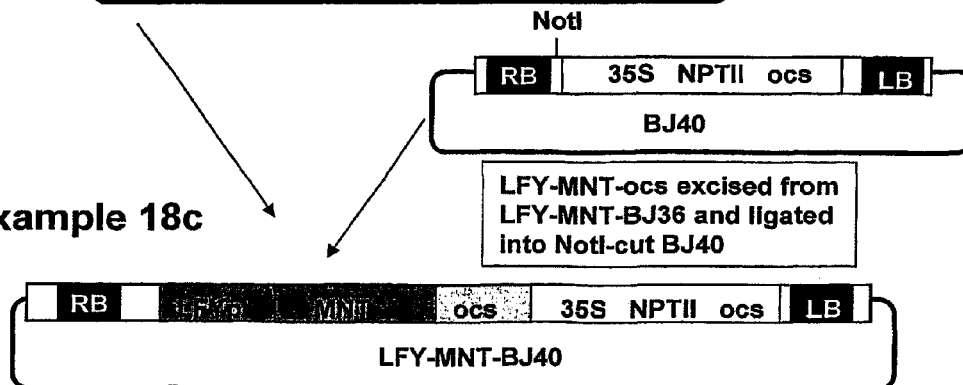 NotI
RB 35S NPTII ocs LB
BJ40
LFY-MNT-ocs excised from
LFY-MNT-BJ36 and ligated
into NotI-cut BJ40
xample 18c
RB MNT ocs 35S NPTII ocs LB
LFY-MNT-BJ40